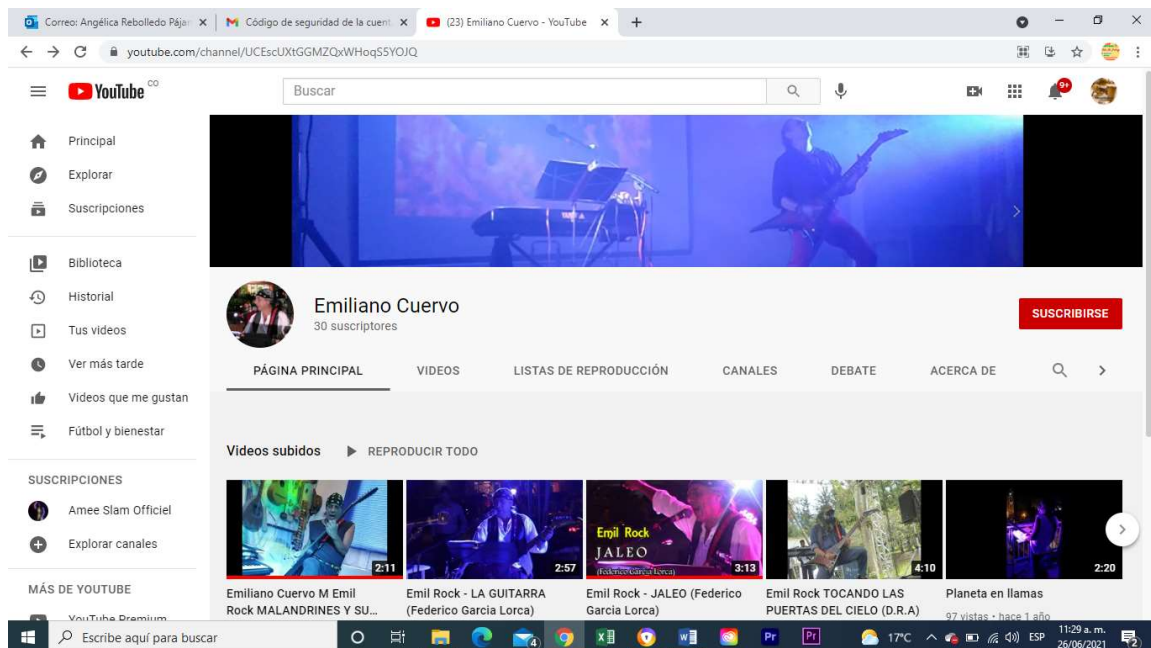 Correo: Angélica Rebolledo Pájar
Código de seguridad de la cuent
(23) Emiliano Cuervo - YouTube
youtube.com/channel/UCEscUXtGGMZQxWHoqS5YOJQ
YouTube CO
Buscar
9+
Principal
Explorar
Suscripciones
Biblioteca
Historial
Tus videos
Ver más tarde
Videos que me gustan
Fútbol y bienestar
SUSCRIPCIONES
Amee Slam Officiel
Explorar canales
MÁS DE YOUTUBE
YouTube Premium
Emiliano Cuervo
30 suscriptores
SUSCRIBIRSE
PÁGINA PRINCIPAL VIDEOS LISTAS DE REPRODUCCIÓN CANALES DEBATE ACERCA DE
Videos subidos REPRODUCIR TODO
2:11
Emiliano Cuervo M Emil
Rock MALANDRINES Y SU...
2:57
Emil Rock - LA GUITARRA
(Federico Garcia Lorca)
Emil Rock
JALEO
(Federico García Lorca)
3:13
Emil Rock - JALEO (Federico
Garcia Lorca)
4:10
Emil Rock TOCANDO LAS
PUERTAS DEL CIELO (D.R.A)
2:20
Planeta en llamas
97 vistas • hace 1 año
Escribe aquí para buscar
4
Pr
Pr
17°C
ESP
11:29 a. m.
26/06/2021
2